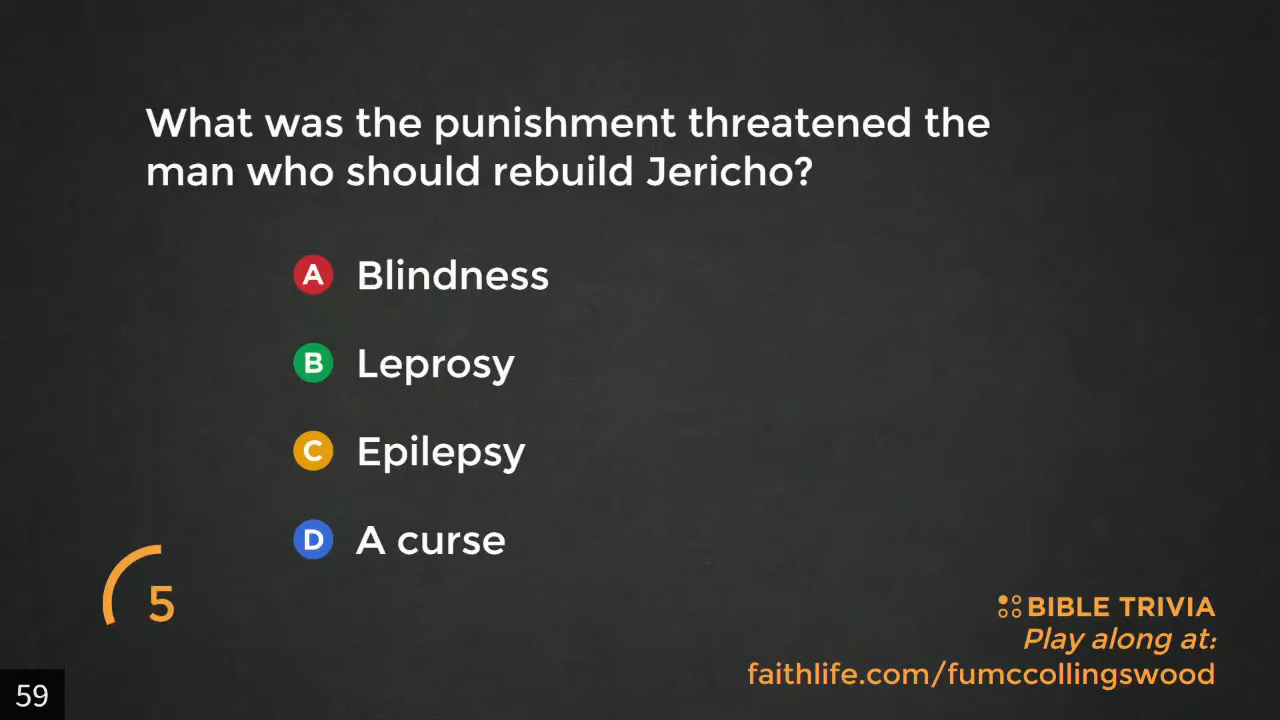 What was the punishment threatened the
man who should rebuild Jericho?
A Blindness
B Leprosy
C Epilepsy
D A curse
5
BIBLE TRIVIA
Play along at:
faithlife.com/fumccollingswood
59